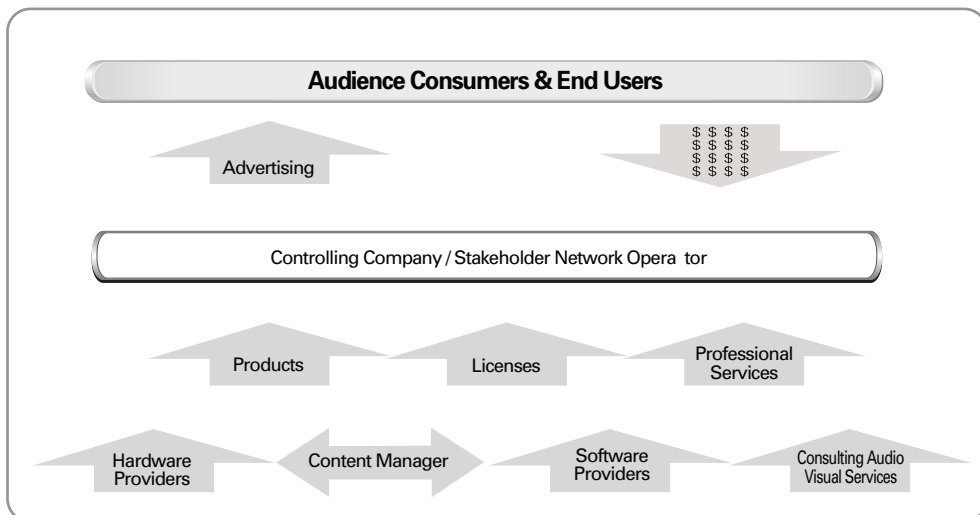 Audience Consumers & End Users
Advertising
$ $ $ $
$ $ $ $
$ $ $ $
$ $ $ $
Controlling Company / Stakeholder Network Opera tor
Products
Licenses
Professional
Services
Hardware
Providers
Content Manager
Software
Providers
Consulting Audio
Visual Services